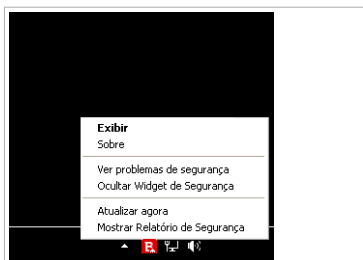 Exibir
Sobre
Ver problemas de segurança
Ocultar Widget de Segurança
Atualizar agora
Mostrar Relatório de Segurança
B